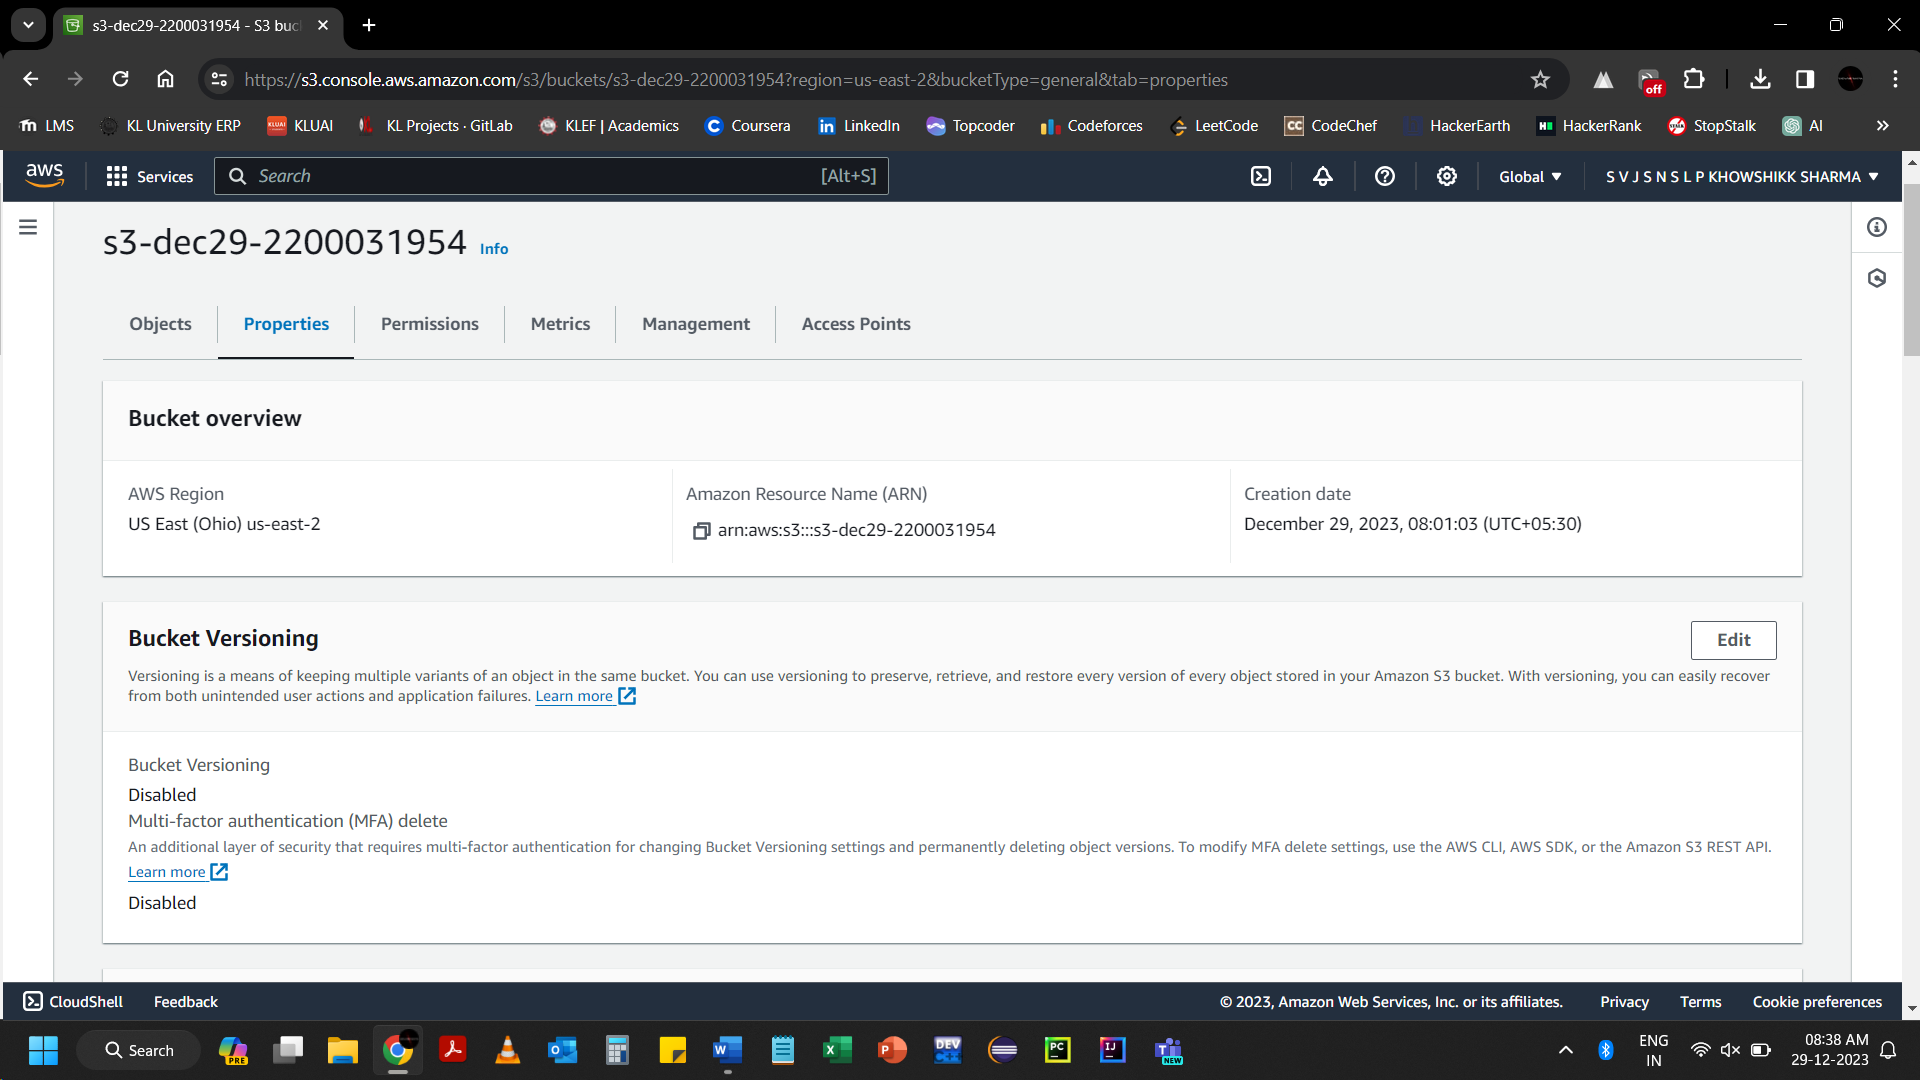 s3-dec29-2200031954 - S3 buc
https://s3.console.aws.amazon.com/s3/buckets/s3-dec29-2200031954?region=us-east-2&bucketType=general&tab=properties
off
LMS KL University ERP KLUAI KLUAI KL Projects · GitLab KLEF | Academics Coursera LinkedIn Topcoder Codeforces LeetCode CC CodeChef HackerEarth HackerRank StopStalk AI
aws Services Search [Alt+S] Global S V J S N S L P KHOWSHIKK SHARMA
s3-dec29-2200031954 Info
Objects Properties Permissions Metrics Management Access Points
Bucket overview
AWS Region Amazon Resource Name (ARN) Creation date
US East (Ohio) us-east-2 arn:aws:s3:::s3-dec29-2200031954 December 29, 2023, 08:01:03 (UTC+05:30)
Bucket Versioning Edit
Versioning is a means of keeping multiple variants of an object in the same bucket. You can use versioning to preserve, retrieve, and restore every version of every object stored in your Amazon S3 bucket. With versioning, you can easily recover
from both unintended user actions and application failures. Learn more
Bucket Versioning
Disabled
Multi-factor authentication (MFA) delete
An additional layer of security that requires multi-factor authentication for changing Bucket Versioning settings and permanently deleting object versions. To modify MFA delete settings, use the AWS CLI, AWS SDK, or the Amazon S3 REST API.
Learn more
Disabled
CloudShell Feedback © 2023, Amazon Web Services, Inc. or its affiliates. Privacy Terms Cookie preferences
Search PRE DEV C++ PC IJ NEW ENG 08:38 AM
IN 29-12-2023